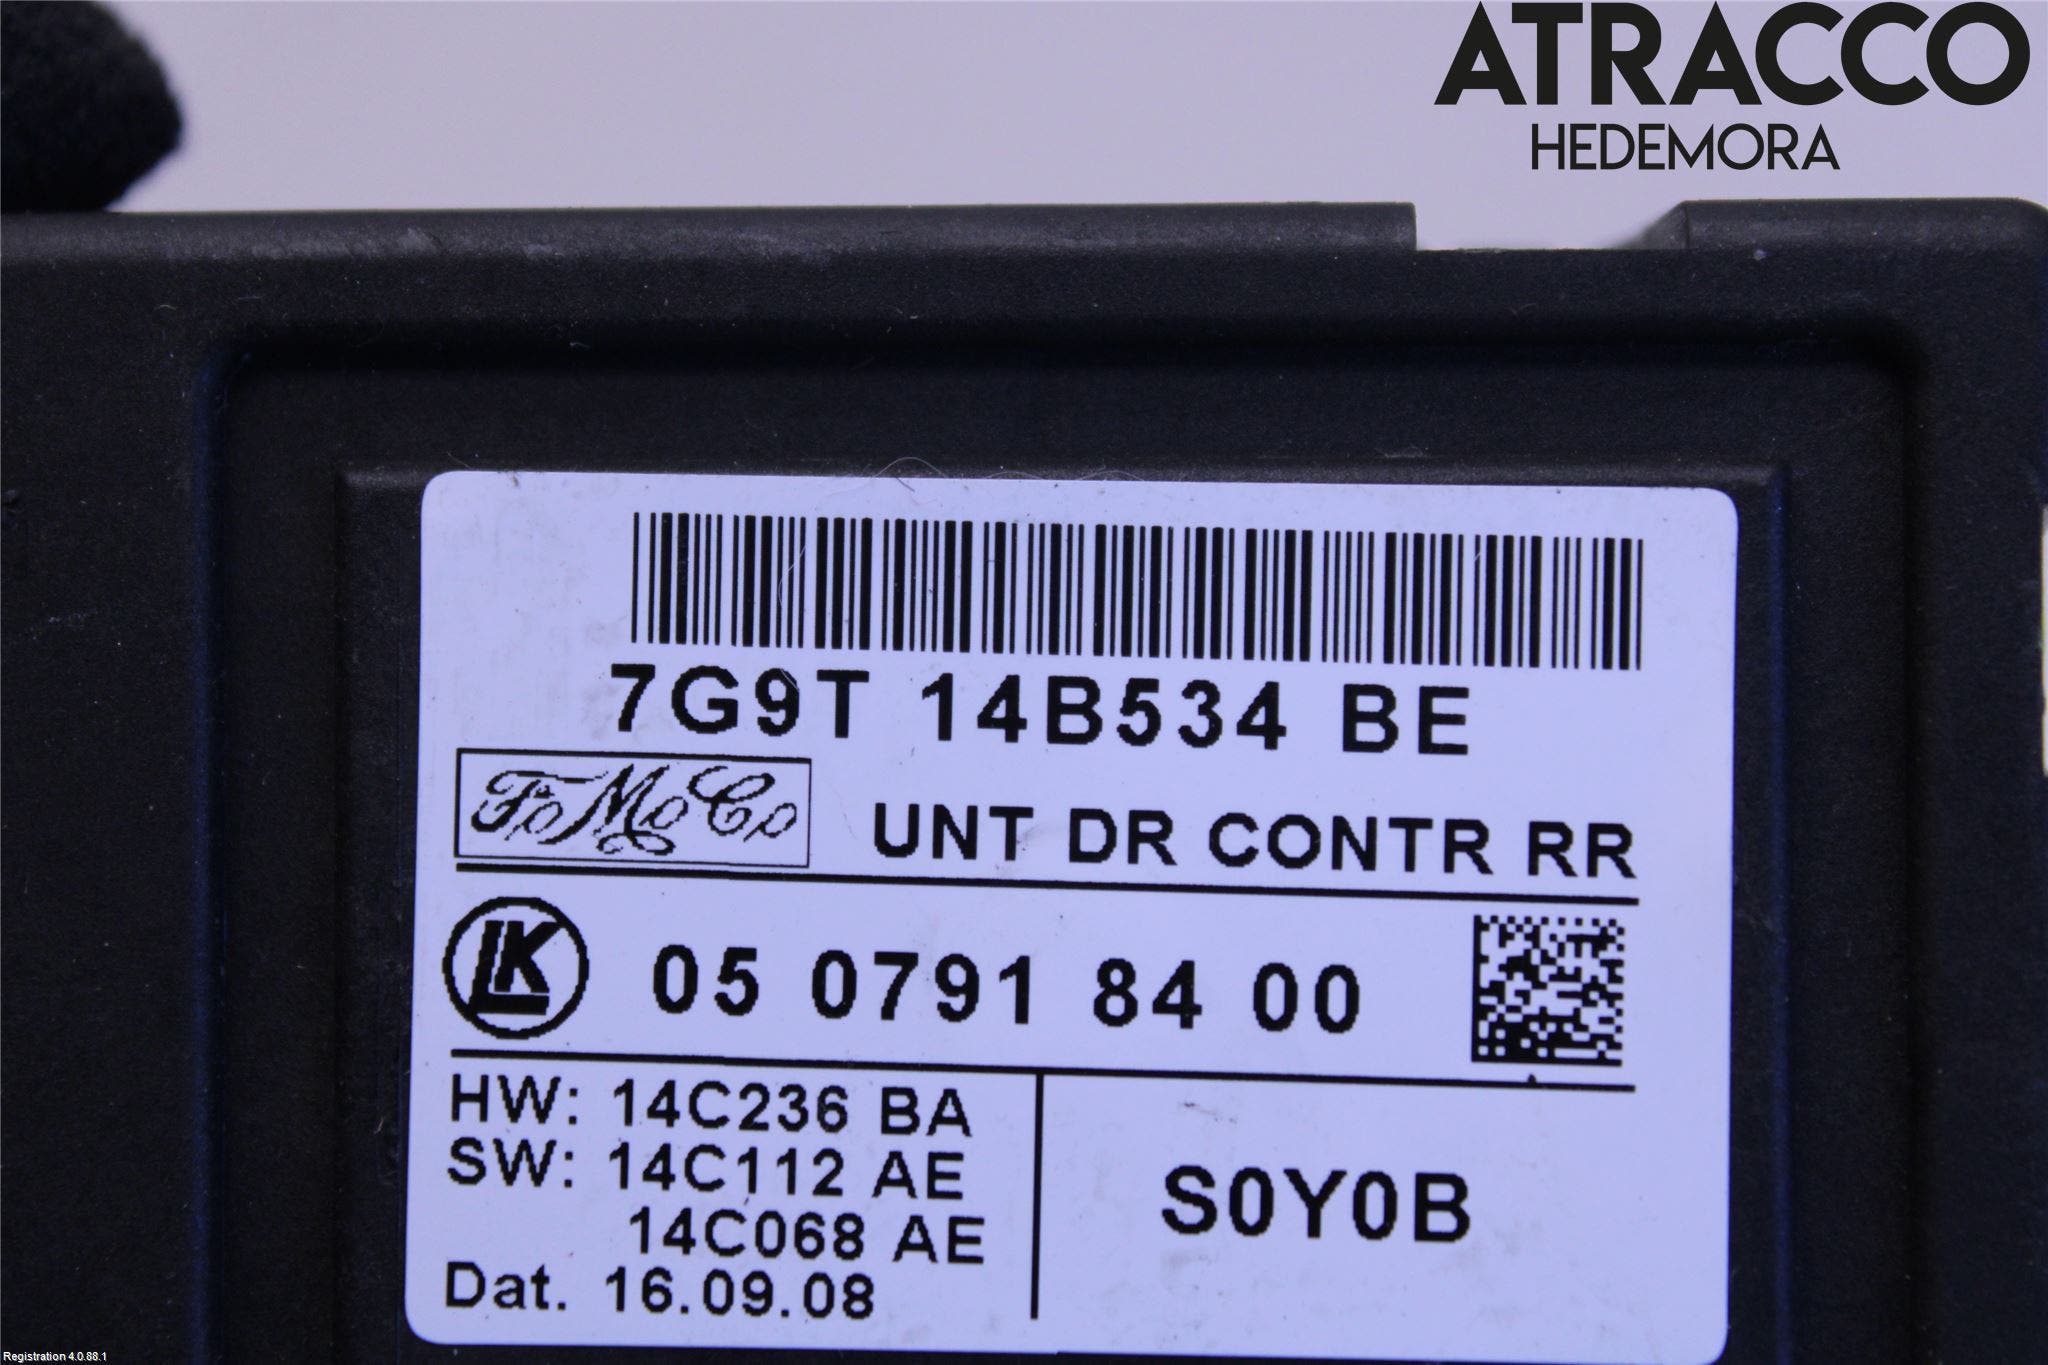 ATRACCO
HEDEMORA
7G9T 14B534 BE
FoMoCo
UNT DR CONTR RR
LK
05 0791 84 00
HW: 14C236 BA
SW: 14C112 AE
14C068 AE
Dat. 16.09.08
S0Y0B
Registration 4.0.88.1